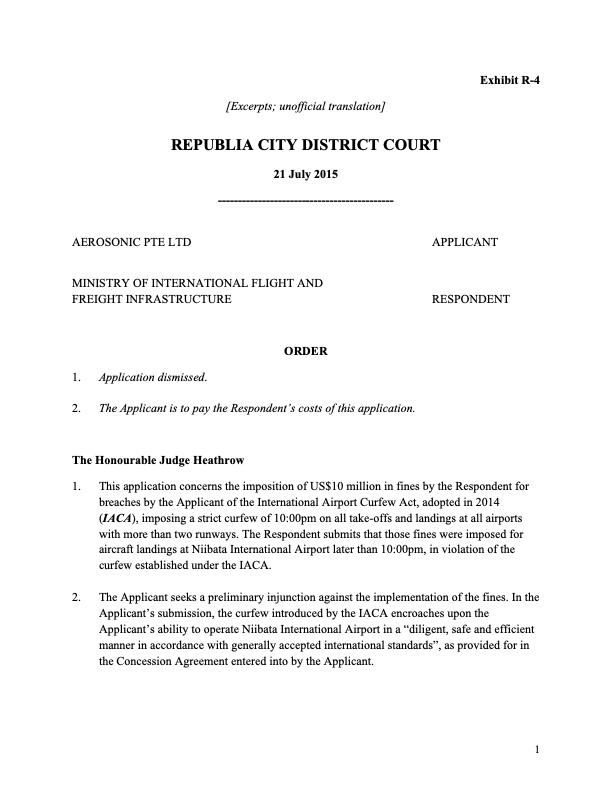 Exhibit R-4
[Excerpts; unofficial translation]
REPUBLIA CITY DISTRICT COURT
21 July 2015
--------------------------------------------
AEROSONIC PTE LTD APPLICANT
MINISTRY OF INTERNATIONAL FLIGHT AND
FREIGHT INFRASTRUCTURE RESPONDENT
ORDER
1. Application dismissed.
2. The Applicant is to pay the Respondent's costs of this application.
The Honourable Judge Heathrow
1. This application concerns the imposition of US$10 million in fines by the Respondent for
breaches by the Applicant of the International Airport Curfew Act, adopted in 2014
(IACA), imposing a strict curfew of 10:00pm on all take-offs and landings at all airports
with more than two runways. The Respondent submits that those fines were imposed for
aircraft landings at Niibata International Airport later than 10:00pm, in violation of the
curfew established under the IACA.
2. The Applicant seeks a preliminary injunction against the implementation of the fines. In the
Applicant's submission, the curfew introduced by the IACA encroaches upon the
Applicant's ability to operate Niibata International Airport in a “diligent, safe and efficient
manner in accordance with generally accepted international standards”, as provided for in
the Concession Agreement entered into by the Applicant.
1